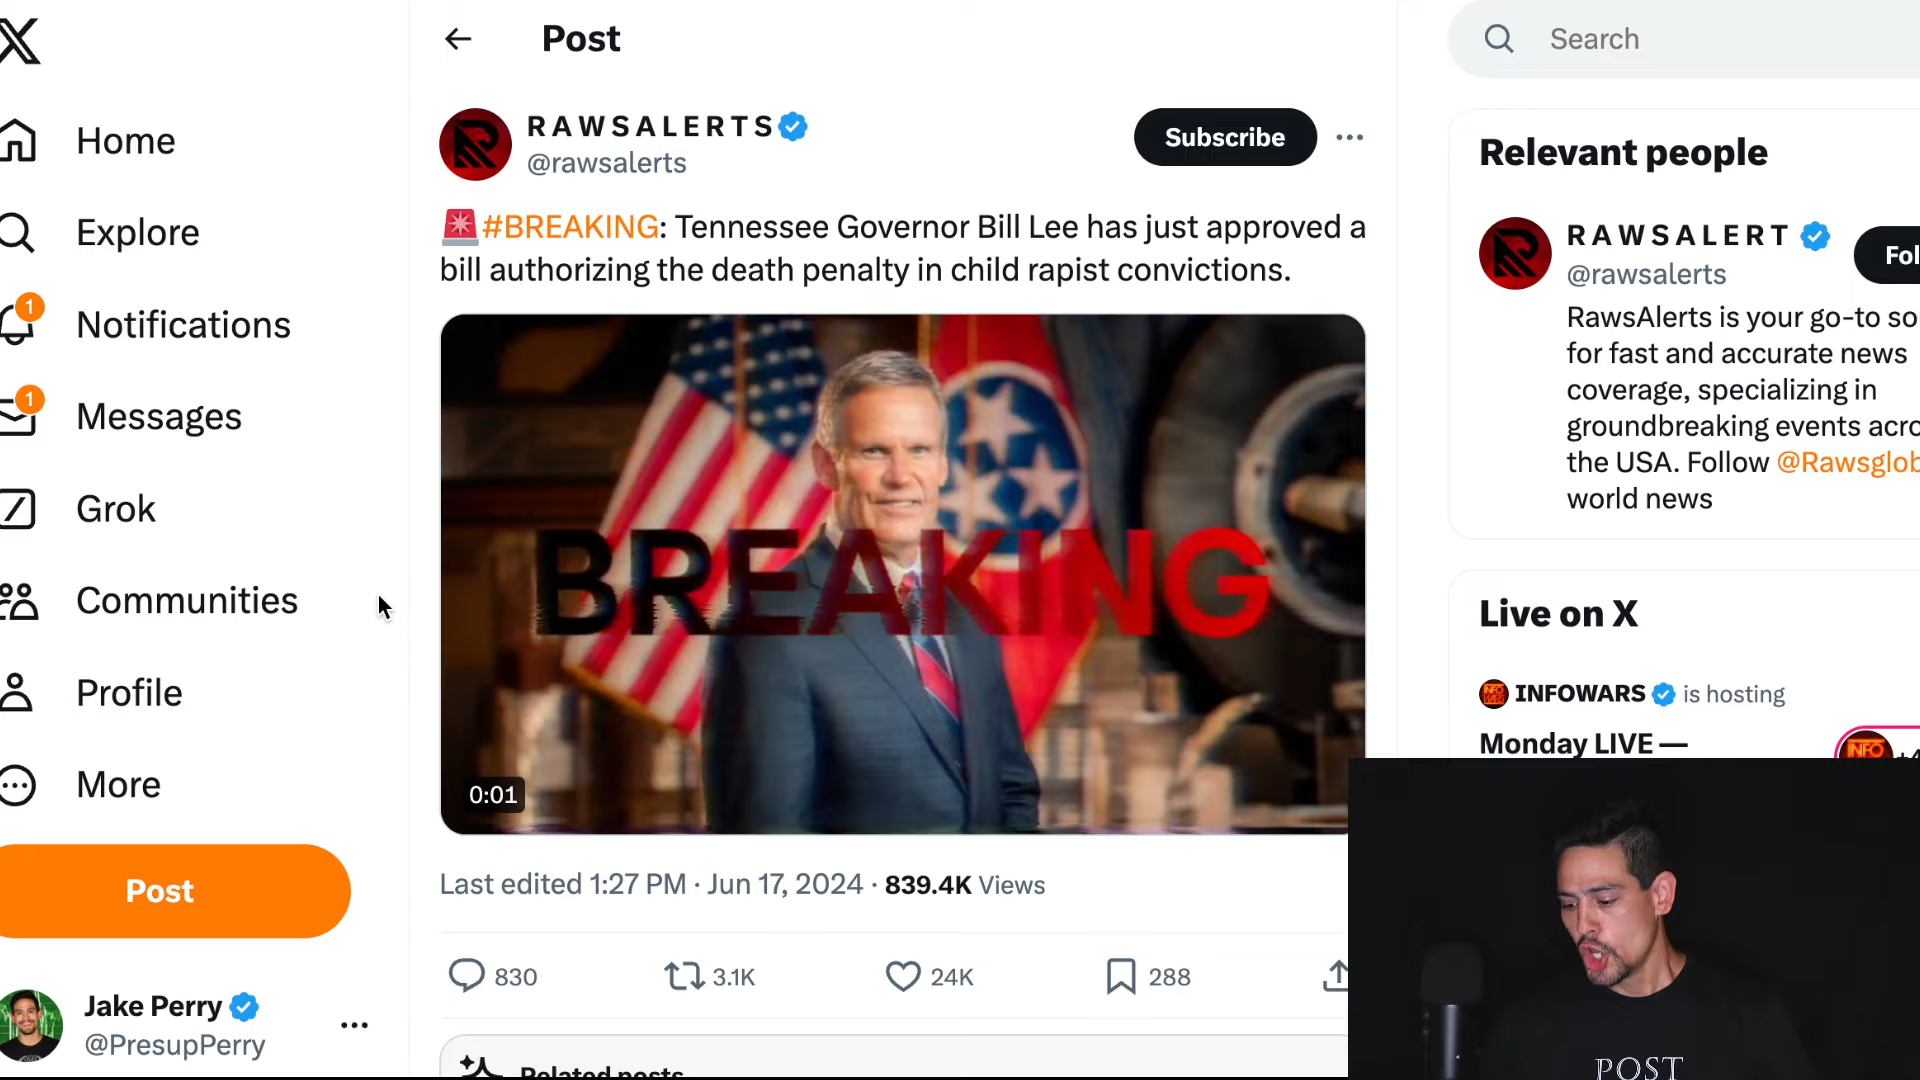 Home
Explore
1
Notifications
1
Messages
Grok
Communities
Profile
More
Post
Jake Perry
@PresupPerry
Post
RAWSALERTS
@rawsalerts
Subscribe
#BREAKING: Tennessee Governor Bill Lee has just approved a
bill authorizing the death penalty in child rapist convictions.
BREAKING
0:01
Last edited 1:27 PM · Jun 17, 2024 · 839.4K Views
830 3.1K 24K 288
Related posts
Search
Relevant people
RAWSALERT
@rawsalerts
Fol
RawsAlerts is your go-to so
for fast and accurate news
coverage, specializing in
groundbreaking events acro
the USA. Follow @Rawsglob
world news
Live on X
INFOWARS is hosting
Monday LIVE —
INFO
POST